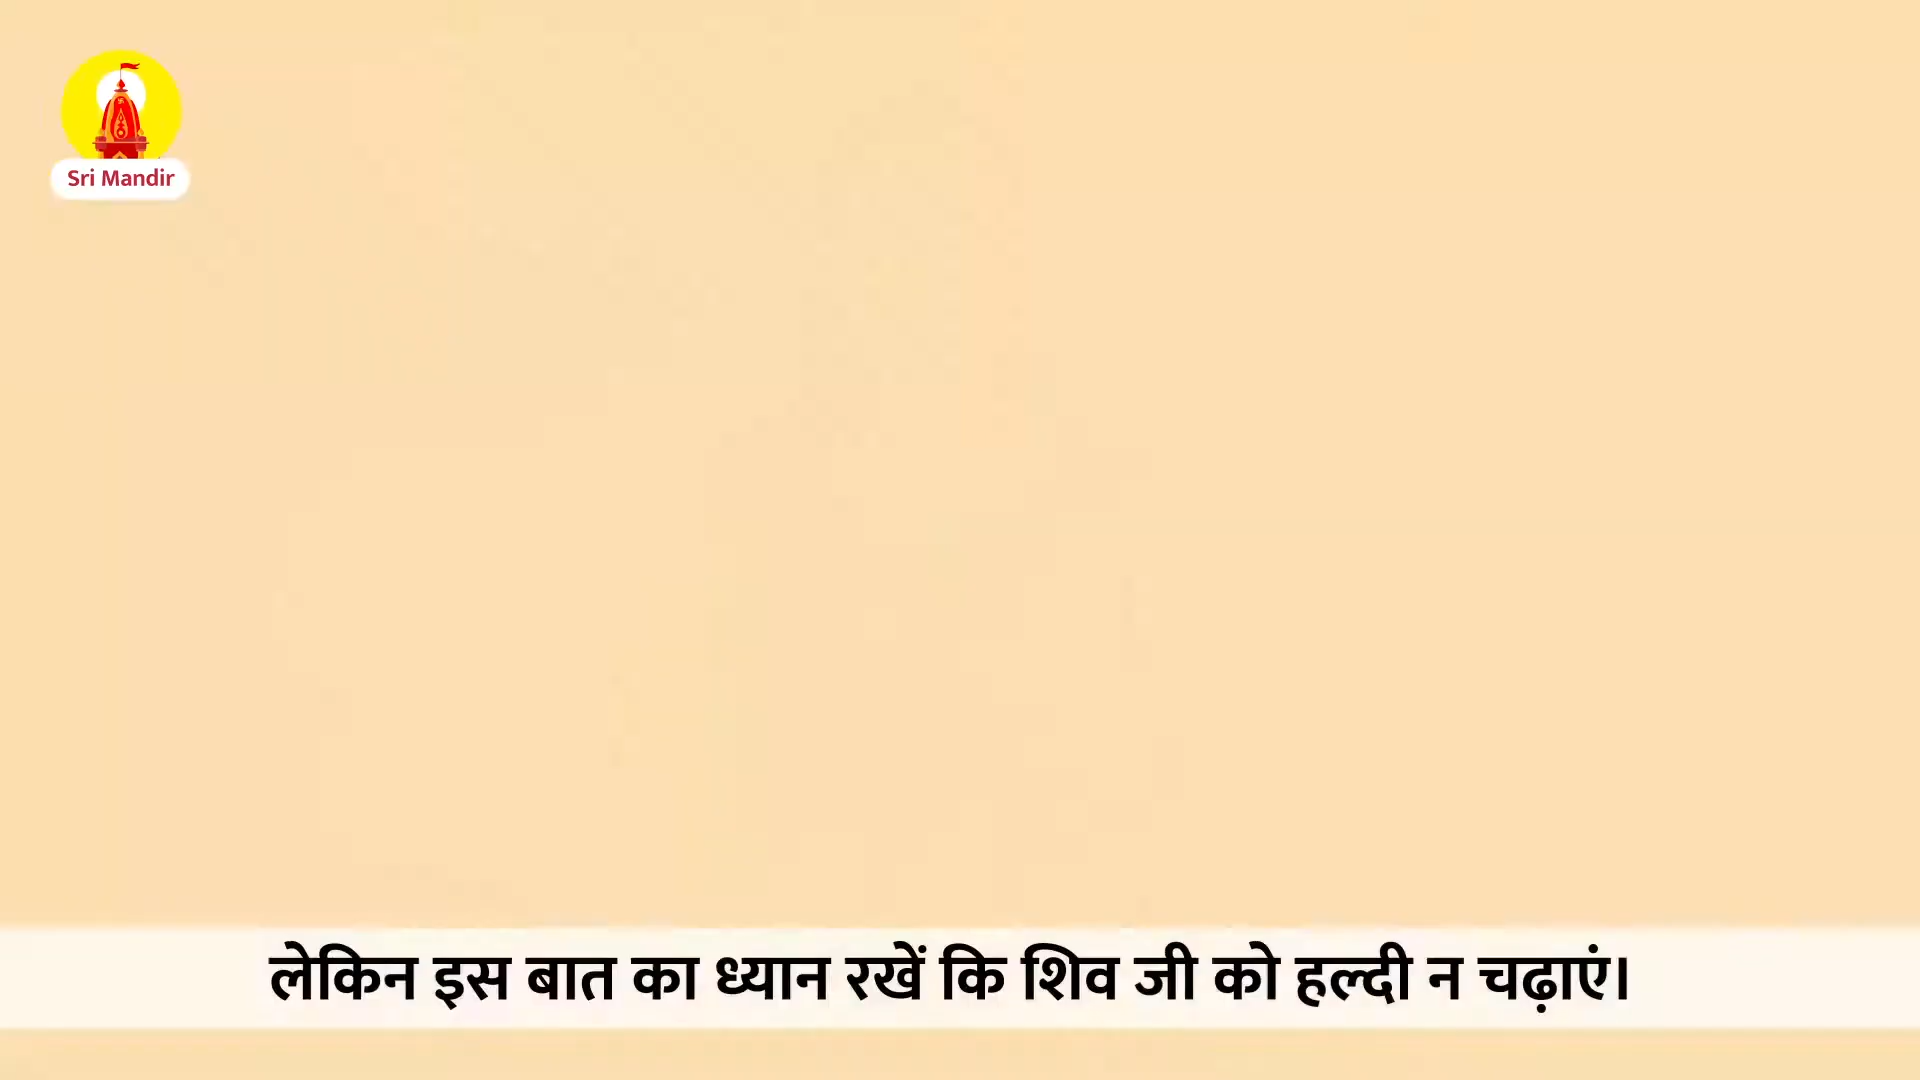 Sri Mandir
लेकिन इस बात का ध्यान रखें कि शिव जी को हल्दी न चढ़ाएं।